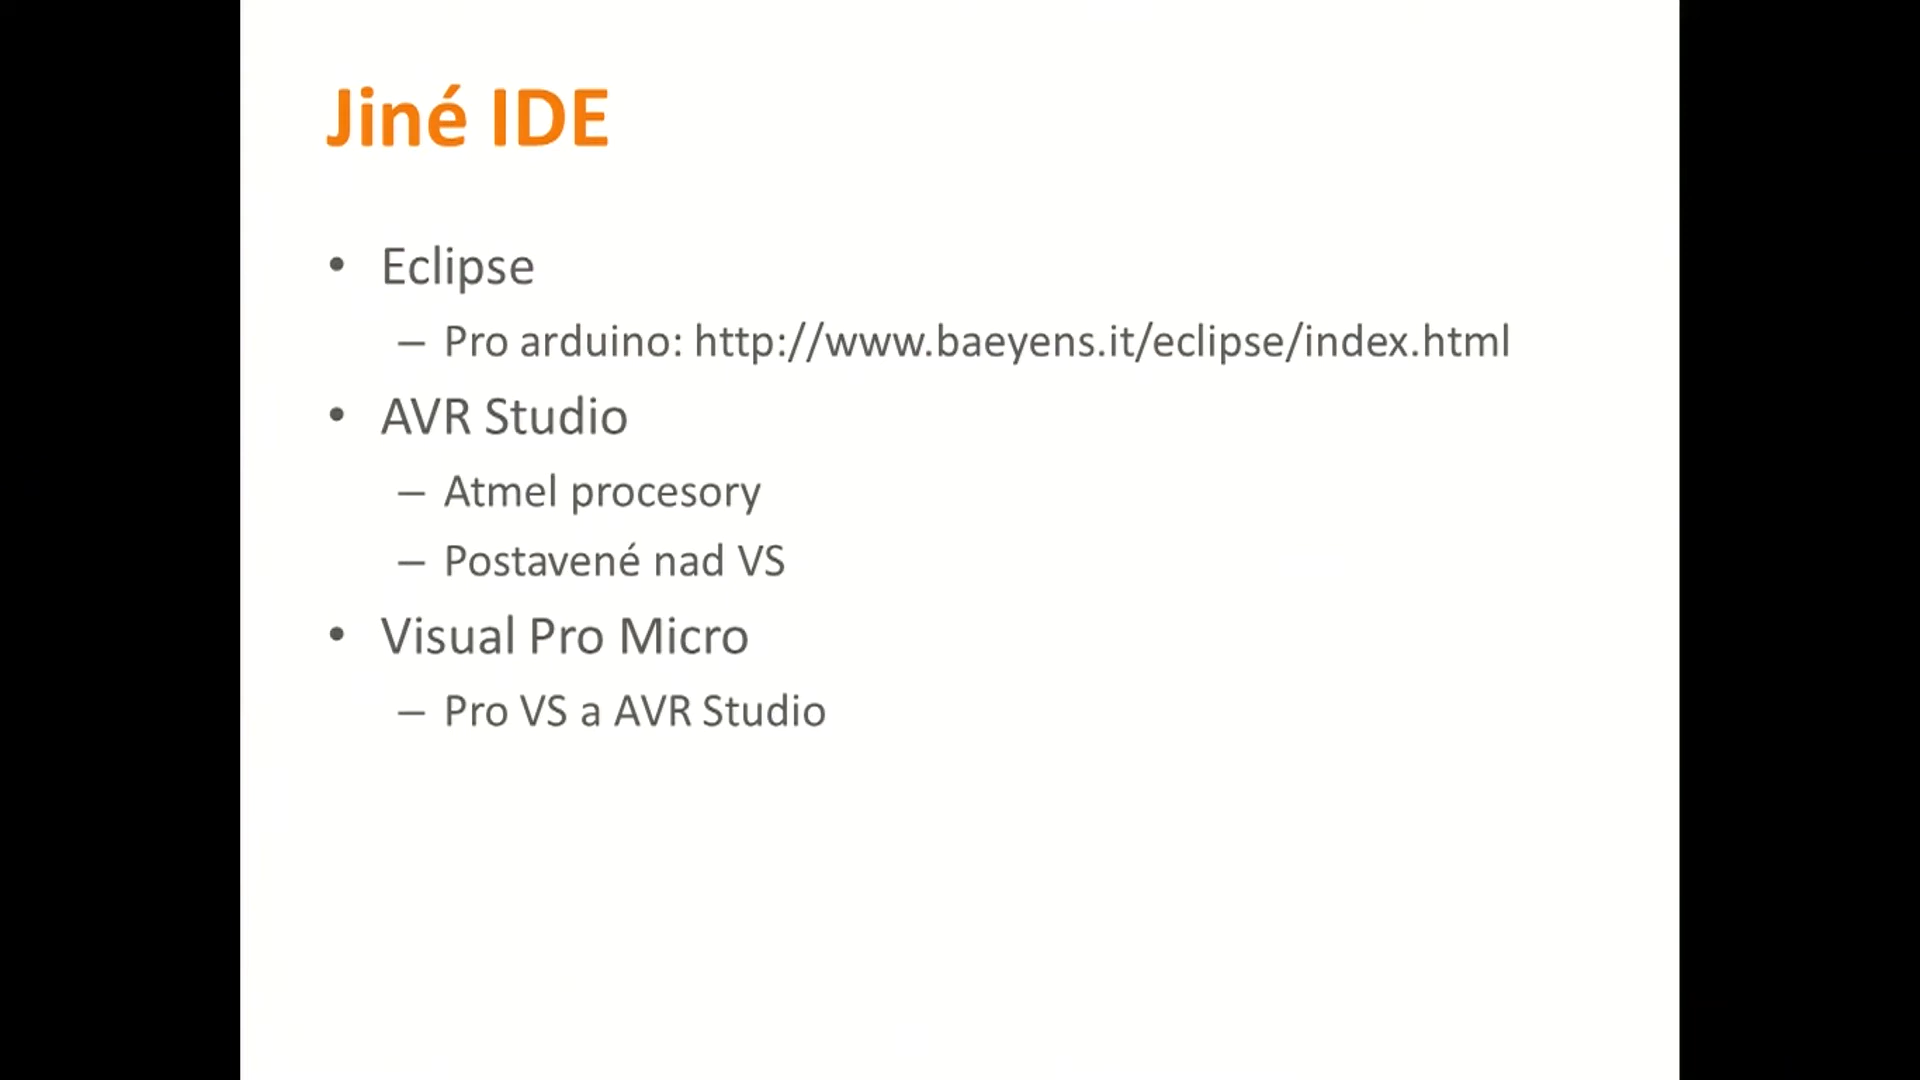 Jiné IDE
• Eclipse
– Pro arduino: http://www.baeyens.it/eclipse/index.html
• AVR Studio
– Atmel procesory
– Postavené nad VS
• Visual Pro Micro
– Pro VS a AVR Studio